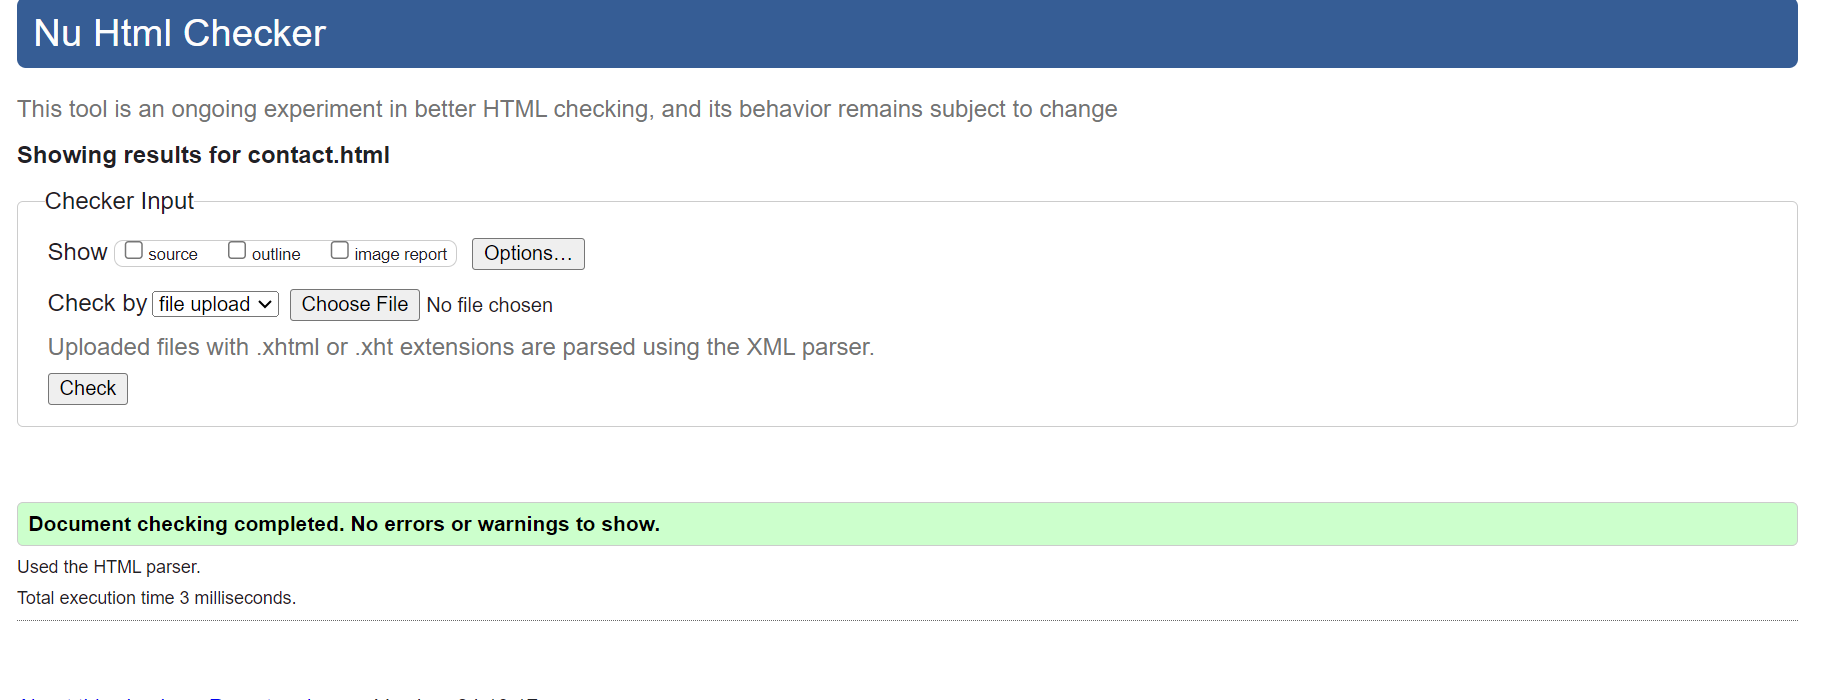 Nu Html Checker
This tool is an ongoing experiment in better HTML checking, and its behavior remains subject to change
Showing results for contact.html
Checker Input
Show source outline image report Options...
Check by file upload Choose File No file chosen
Uploaded files with .xhtml or .xht extensions are parsed using the XML parser.
Check
Document checking completed. No errors or warnings to show.
Used the HTML parser.
Total execution time 3 milliseconds.